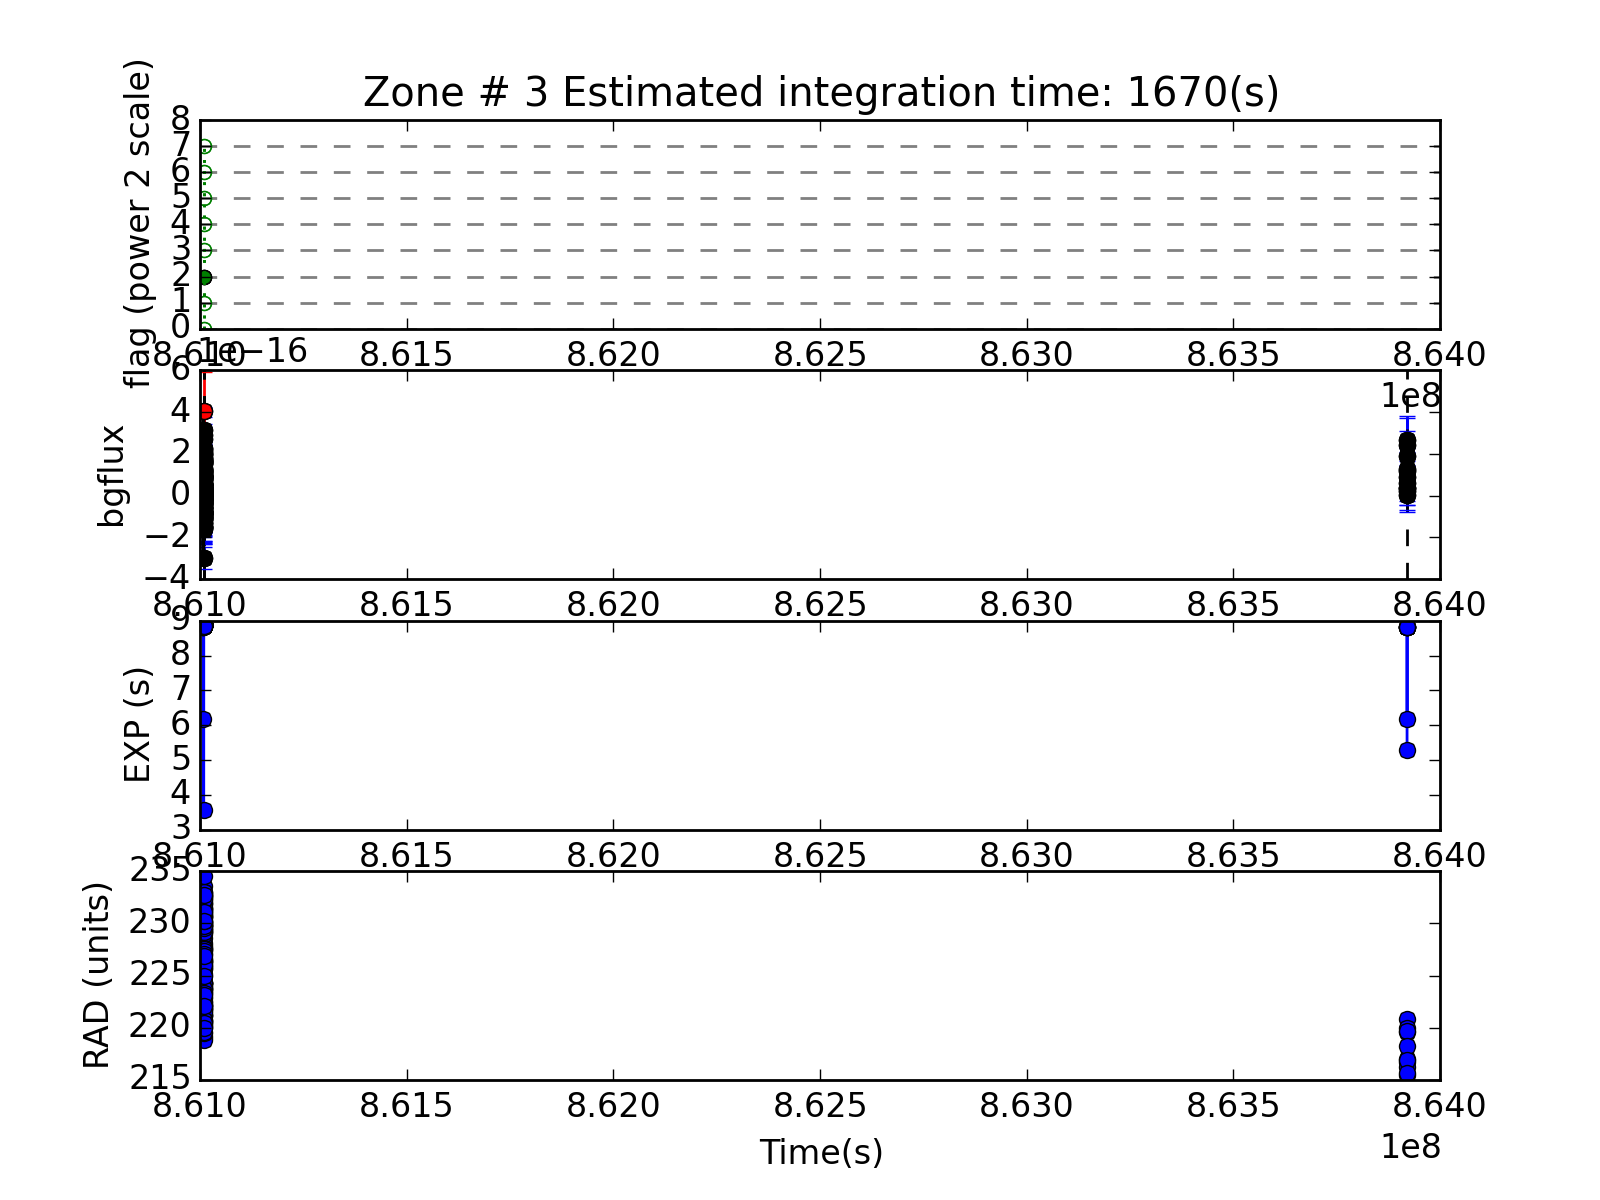 Zone # 3 Estimated integration time: 1670(s)
flag (power 2 scale)
8
7
6
5
4
3
2
1
0
8.610 8.615 8.620 8.625 8.630 8.635 8.640
1e8
1e−16
bgflux
6
4
2
0
−2
−4
8.610 8.615 8.620 8.625 8.630 8.635 8.640
EXP (s)
9
8
7
6
5
4
3
8.610 8.615 8.620 8.625 8.630 8.635 8.640
RAD (units)
235
230
225
220
215
8.610 8.615 8.620 8.625 8.630 8.635 8.640
Time(s)
1e8